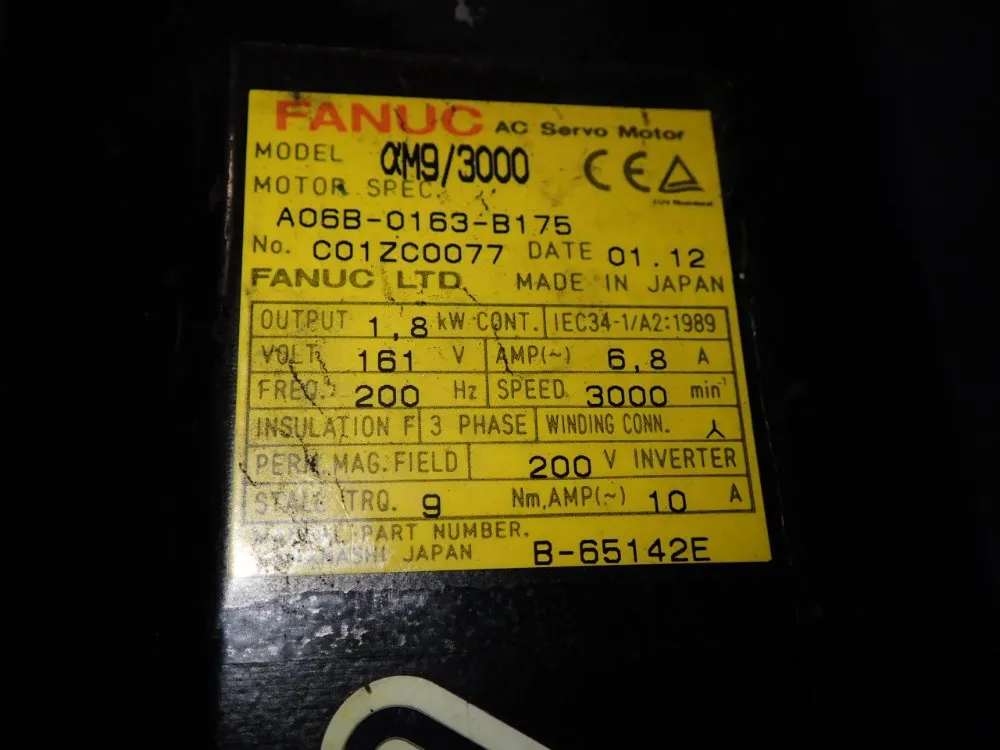 FANUC AC Servo Motor
MODEL αM9/3000
MOTOR SPEC.
A06B-0163-B175
No. C01ZC0077 DATE 01.12
FANUC LTD MADE IN JAPAN
OUTPUT 1,8 kW CONT. IEC34-1/A2:1989
VOLT. 161 V AMP(~) 6,8 A
FREQ. 200 Hz SPEED 3000 min⁻¹
INSULATION F 3 PHASE WINDING CONN.
PERM.MAG.FIELD 200 V INVERTER
STALL TRQ. 9 Nm,AMP(~) 10 A
PART NUMBER.
JAPAN B-65142E